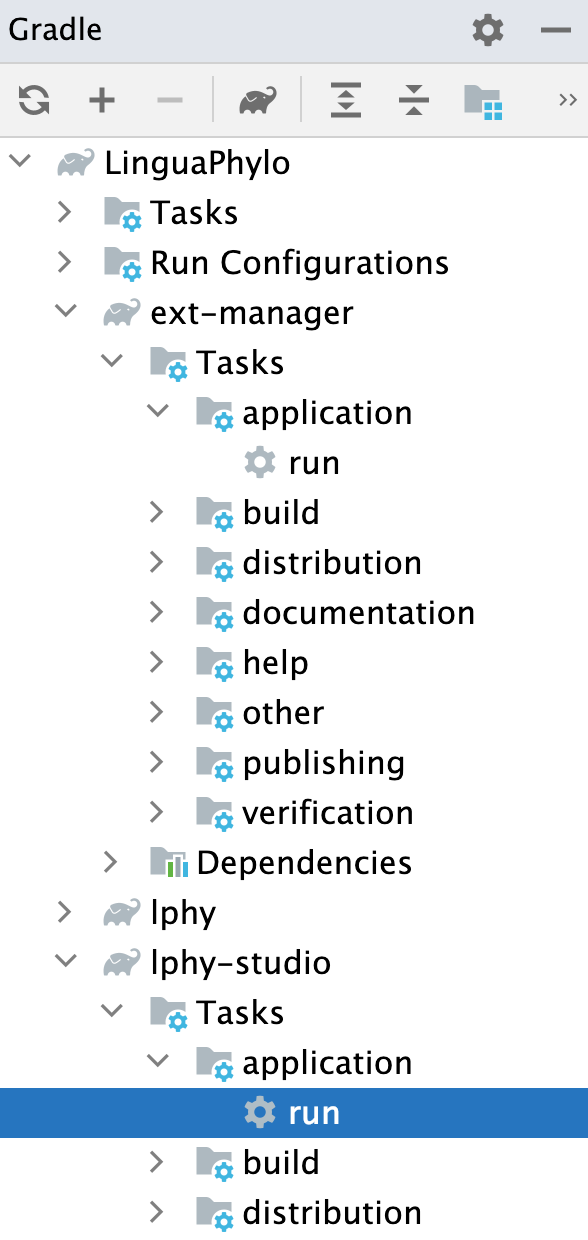 Gradle
LinguaPhylo
Tasks
Run Configurations
ext-manager
Tasks
application
run
build
distribution
documentation
help
other
publishing
verification
Dependencies
lphy
lphy-studio
Tasks
application
run
build
distribution